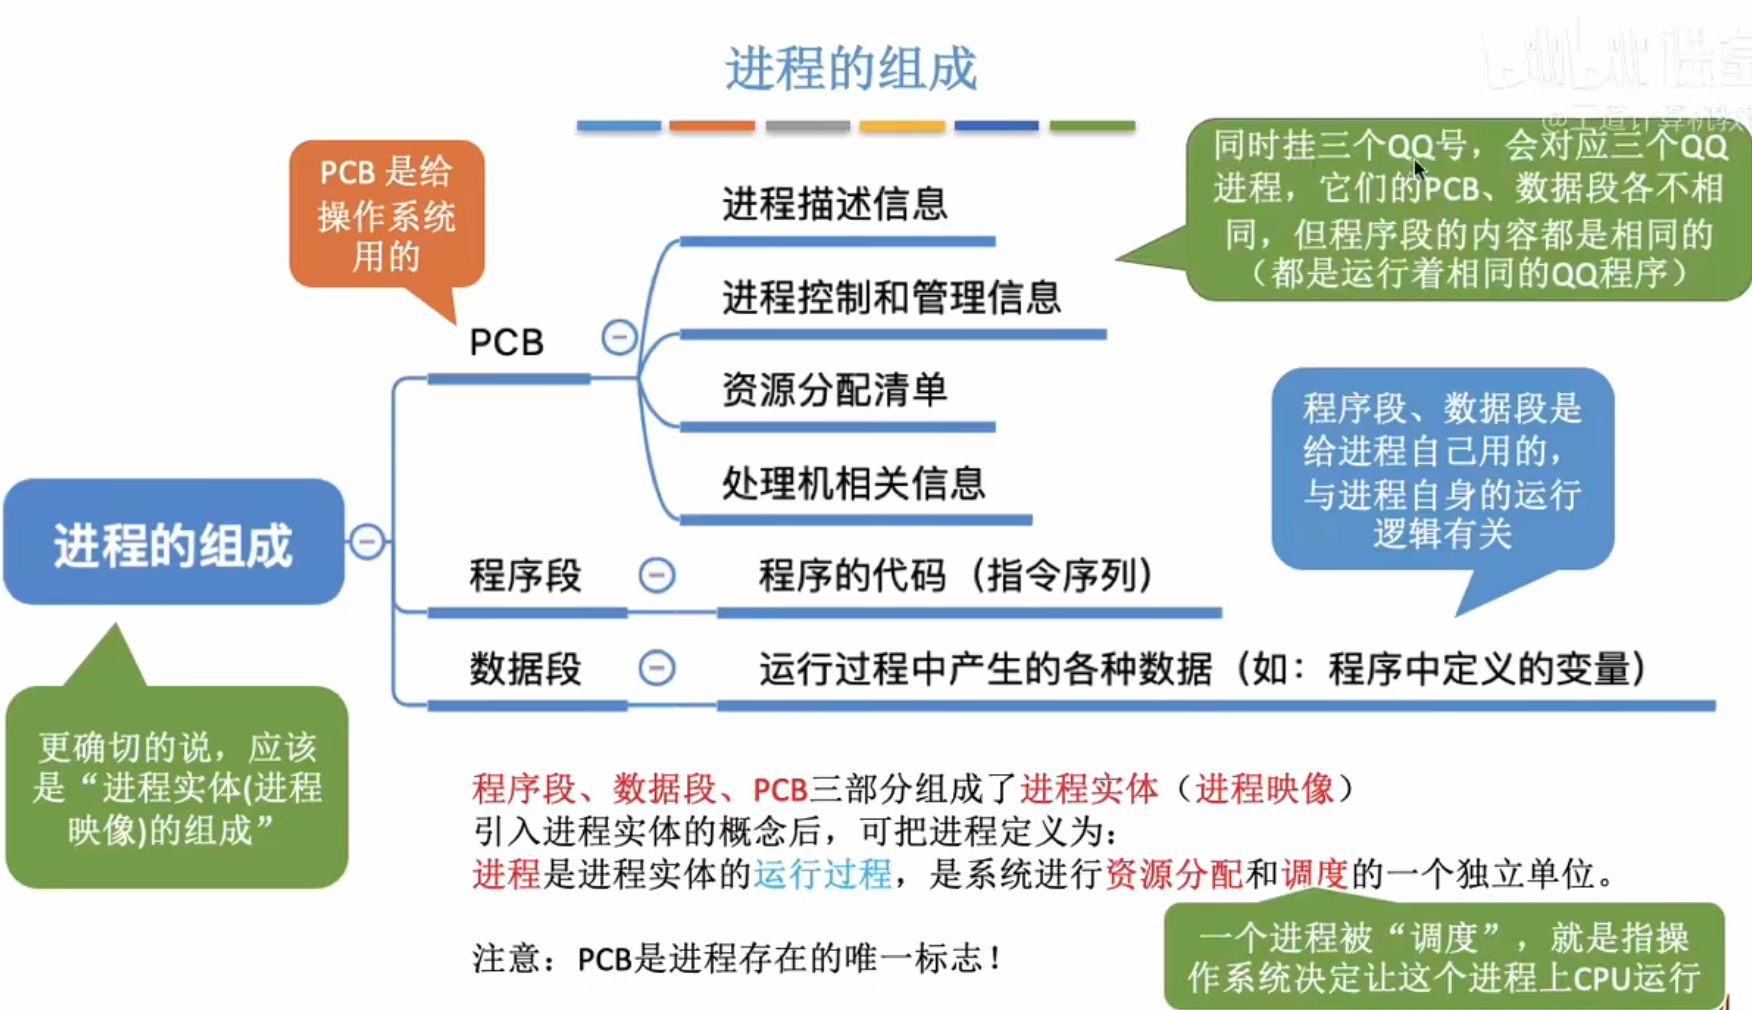 进程的组成
bilibili 课堂
PCB 是给
操作系统
用的
同时挂三个QQ号，会对应三个QQ
进程，它们的PCB、数据段各不相
同，但程序段的内容都是相同的
（都是运行着相同的QQ程序）
进程描述信息
进程控制和管理信息
PCB
资源分配清单
处理机相关信息
程序段、数据段是
给进程自己用的，
与进程自身的运行
逻辑有关
进程的组成
程序段
程序的代码（指令序列）
数据段
运行过程中产生的各种数据（如：程序中定义的变量）
更确切的说，应该
是“进程实体(进程
映像)的组成”
程序段、数据段、PCB三部分组成了进程实体（进程映像）
引入进程实体的概念后，可把进程定义为：
进程是进程实体的运行过程，是系统进行资源分配和调度的一个独立单位。
注意：PCB是进程存在的唯一标志！
一个进程被“调度”，就是指操
作系统决定让这个进程上CPU运行